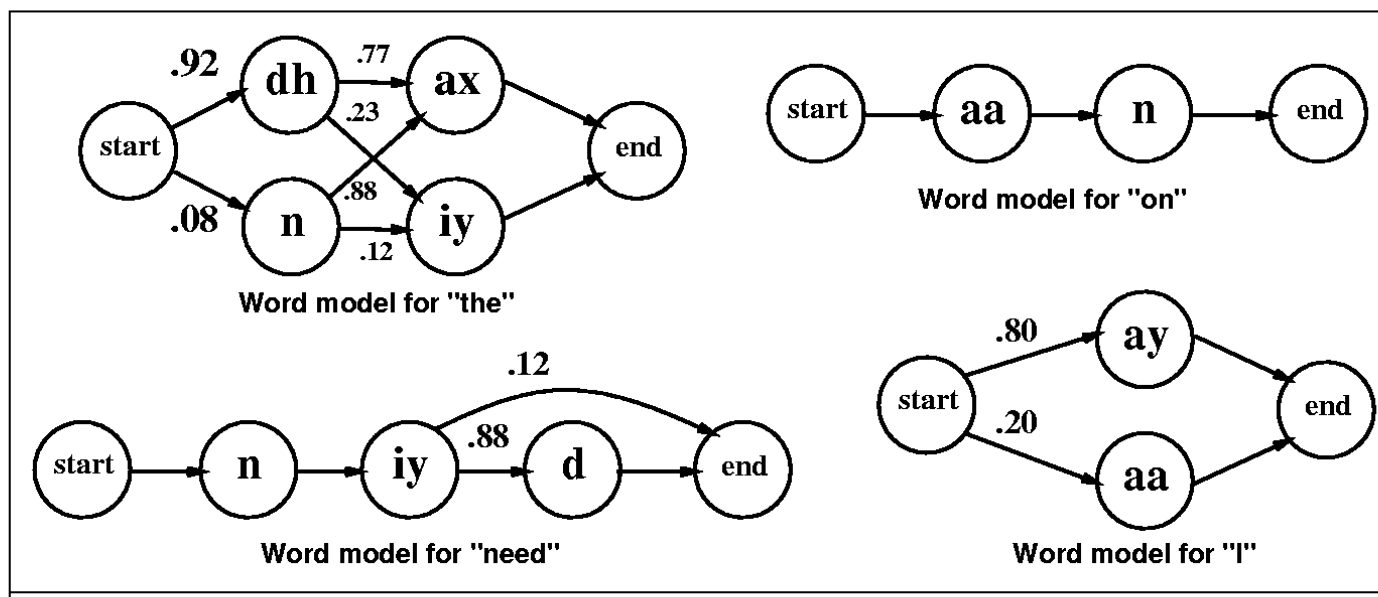 .92
dh
.77
ax
start
.23
end
.88
.08
n
iy
.12
Word model for "the"
start
aa
n
end
Word model for "on"
.12
start
n
iy
.88
d
end
Word model for "need"
.80
ay
start
end
.20
aa
Word model for "I"